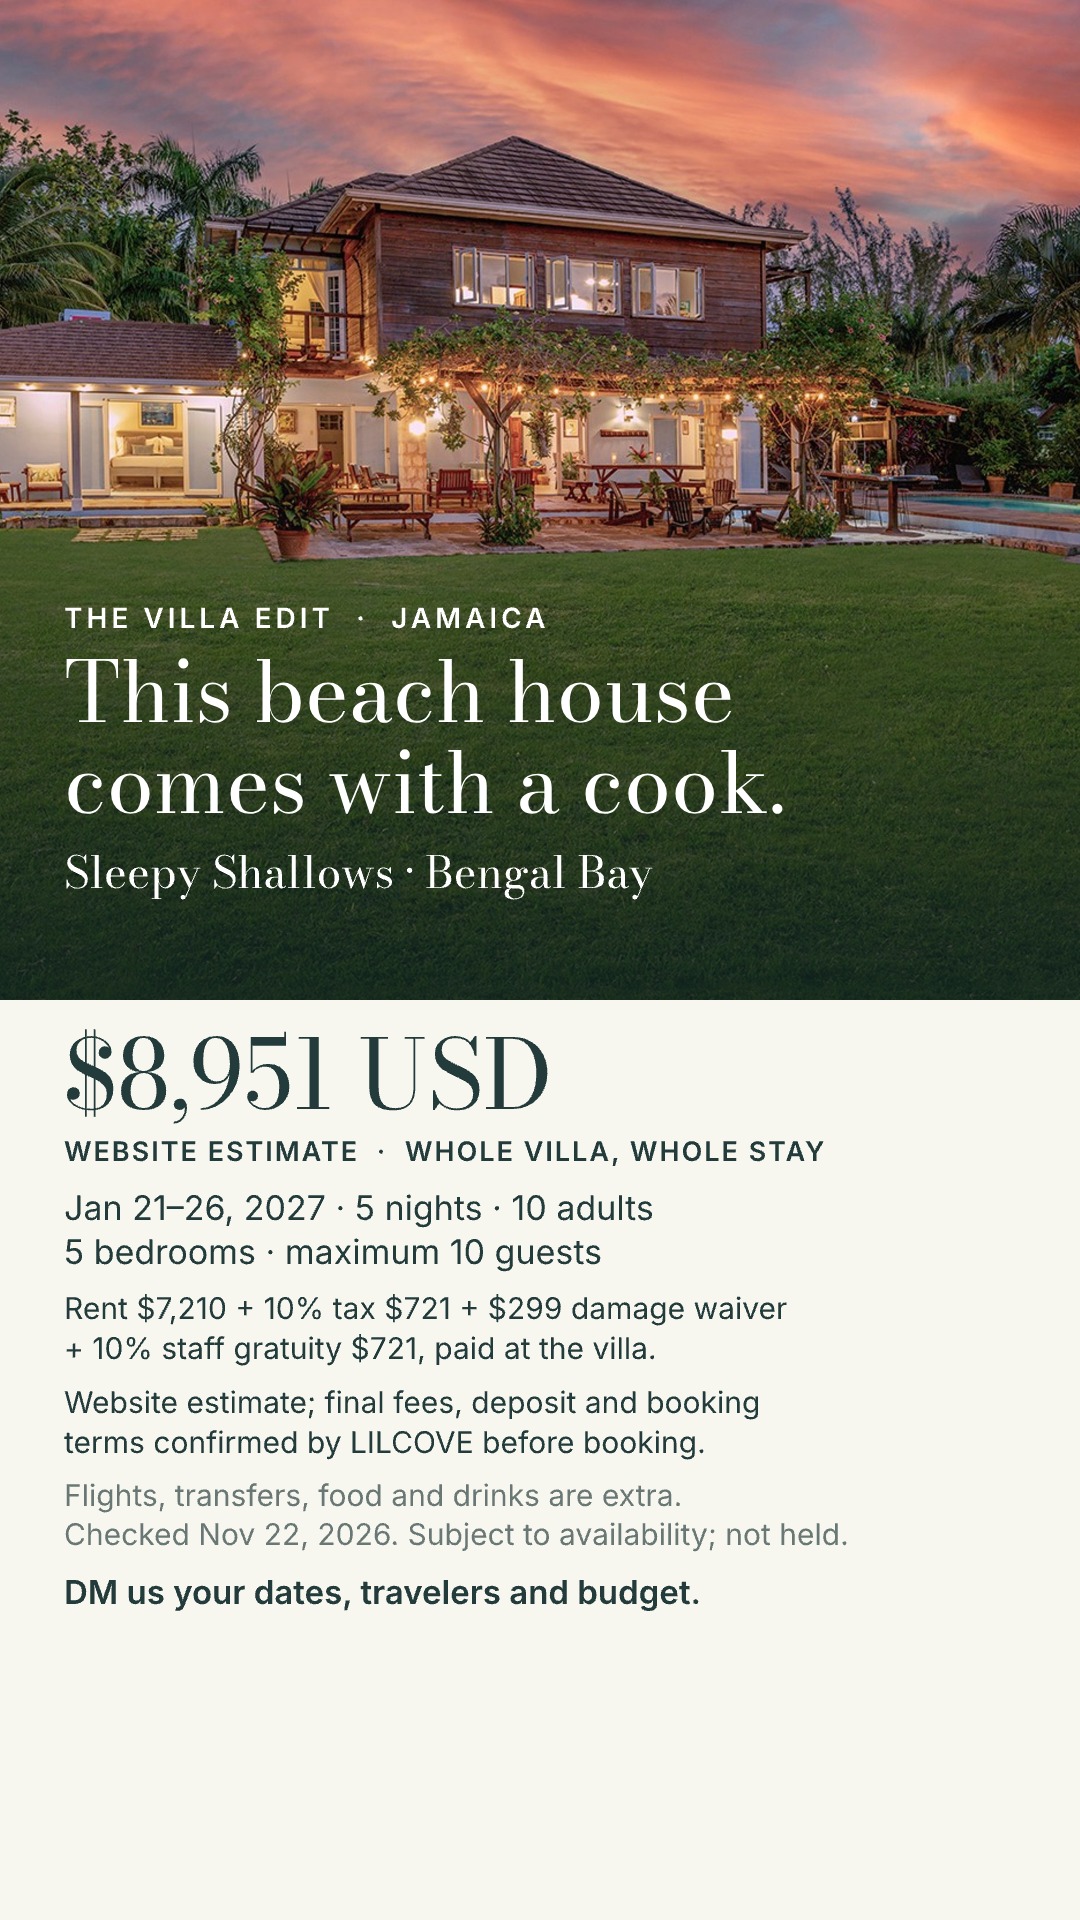 THE VILLA EDIT · JAMAICA
This beach house
comes with a cook.
Sleepy Shallows · Bengal Bay
$8,951 USD
WEBSITE ESTIMATE · WHOLE VILLA, WHOLE STAY
Jan 21–26, 2027 · 5 nights · 10 adults
5 bedrooms · maximum 10 guests
Rent $7,210 + 10% tax $721 + $299 damage waiver
+ 10% staff gratuity $721, paid at the villa.
Website estimate; final fees, deposit and booking
terms confirmed by LILCOVE before booking.
Flights, transfers, food and drinks are extra.
Checked Nov 22, 2026. Subject to availability; not held.
DM us your dates, travelers and budget.